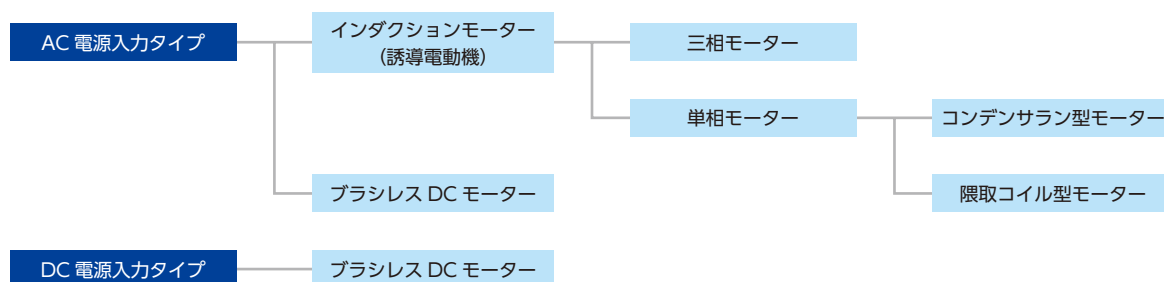 AC 電源入力タイプ
インダクションモーター
(誘導電動機)
三相モーター
単相モーター
コンデンサラン型モーター
ブラシレス DC モーター
隈取コイル型モーター
DC 電源入力タイプ
ブラシレス DC モーター